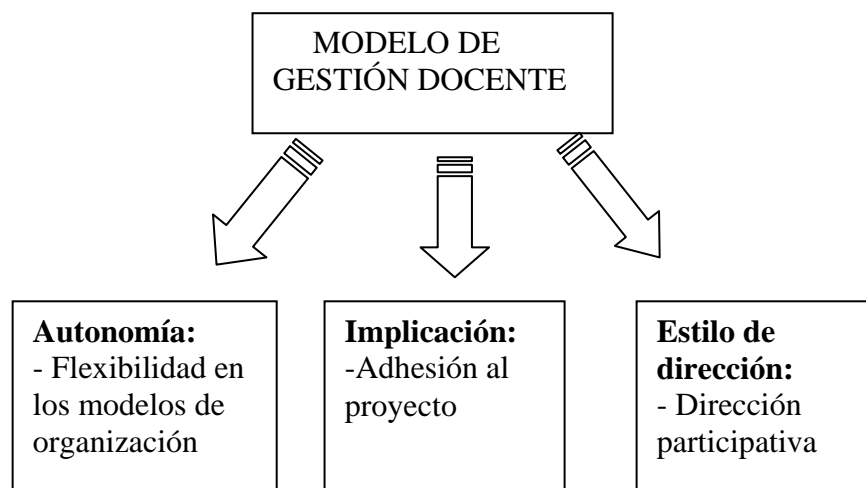 MODELO DE
GESTIÓN DOCENTE
Autonomía:
- Flexibilidad en
los modelos de
organización
Implicación:
-Adhesión al
proyecto
Estilo de
dirección:
- Dirección
participativa